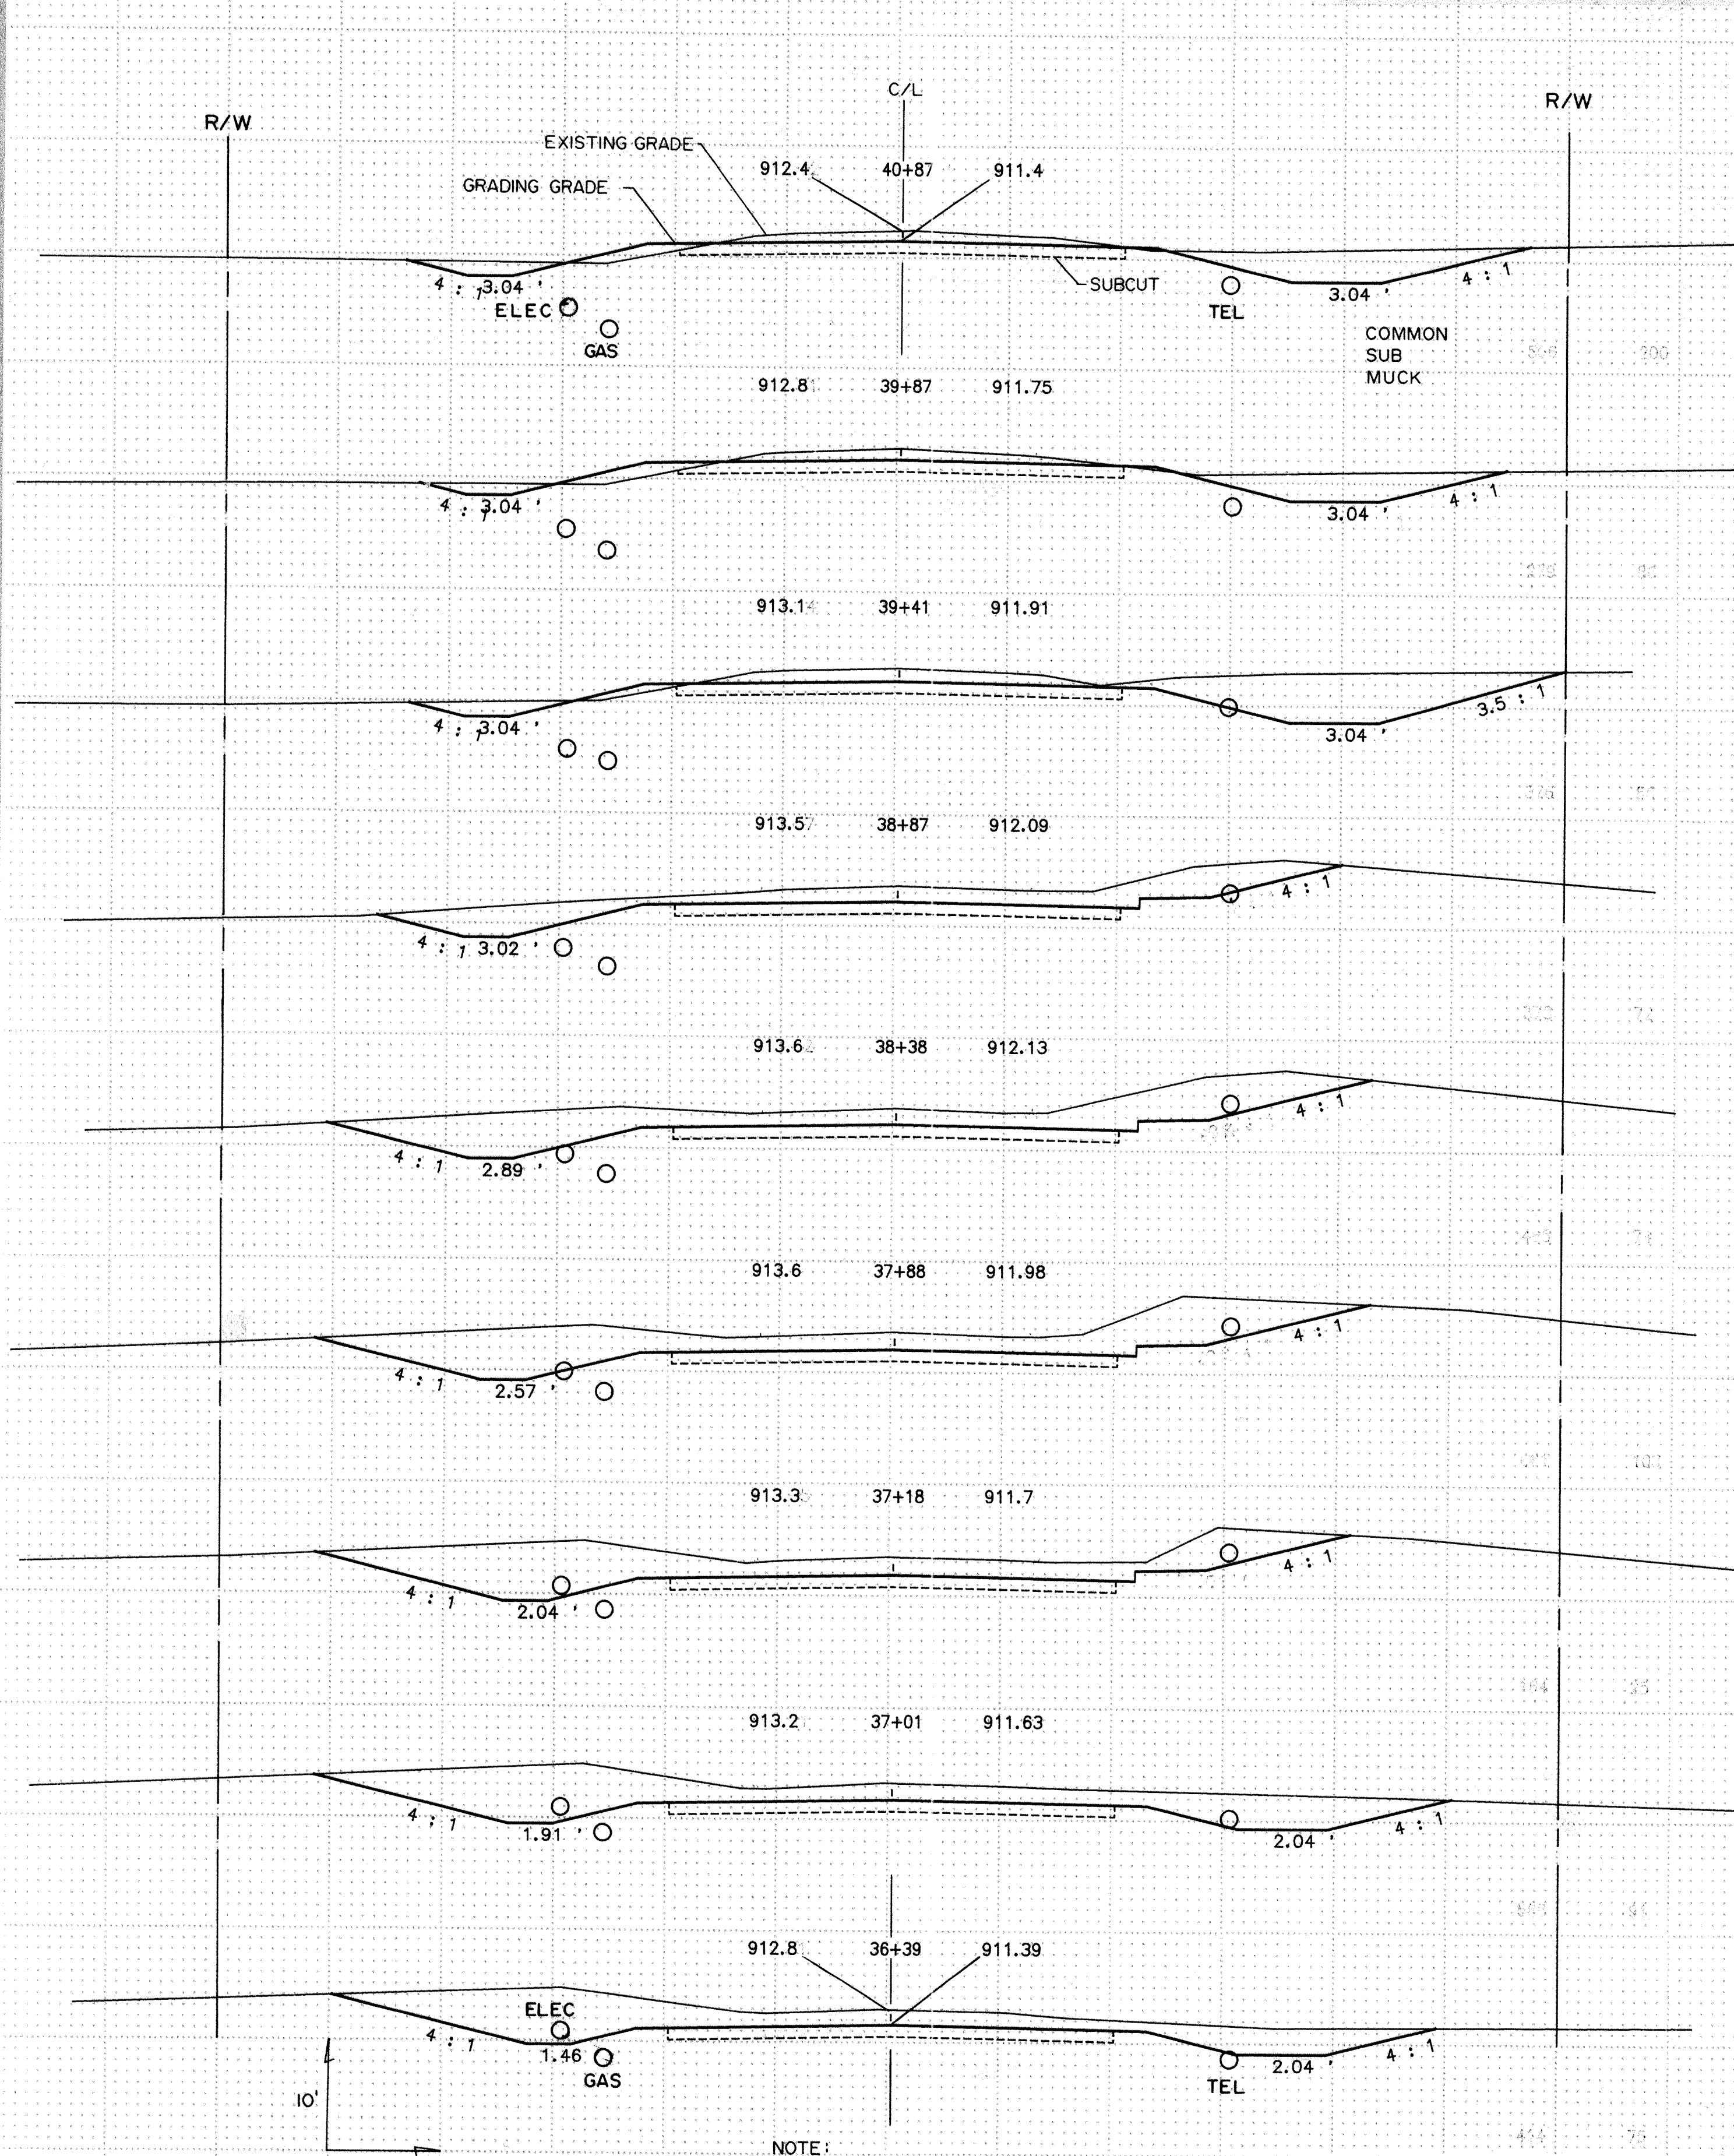 C/L
R/W
R/W
EXISTING GRADE
912.4 40+87 911.4
GRADING GRADE
4 : 1 3.04 '
SUBCUT
3.04 '
4 : 1
ELEC
TEL
GAS
COMMON
SUB
MUCK
912.8 39+87 911.75
4 : 1 3.04 '
3.04 '
4 : 1
913.14 39+41 911.91
4 : 1 3.04 '
3.04 '
3.5 : 1
913.57 38+87 912.09
4 : 1 3.02 '
4 : 1
913.6 38+38 912.13
4 : 1 2.89 '
4 : 1
913.6 37+88 911.98
4 : 1 2.57 '
4 : 1
913.3 37+18 911.7
4 : 1 2.04 '
4 : 1
913.2 37+01 911.63
4 : 1 1.91 '
2.04 '
4 : 1
912.8 36+39 911.39
ELEC
4 : 1 1.46
GAS
2.04 '
4 : 1
TEL
10'
NOTE: